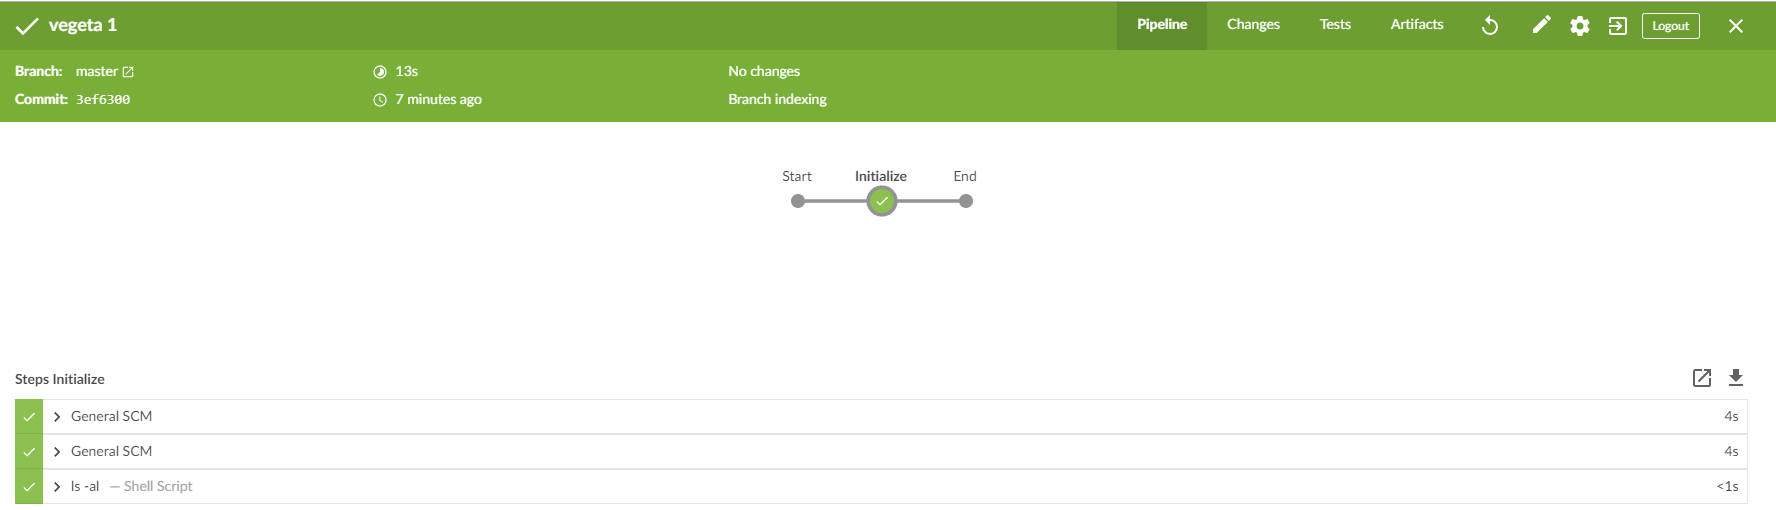 vegeta 1 Pipeline Changes Tests Artifacts Logout
Branch: master 13s No changes
Commit: 3ef6300 7 minutes ago Branch indexing
Start Initialize End
Steps Initialize
General SCM 4s
General SCM 4s
ls -al — Shell Script <1s